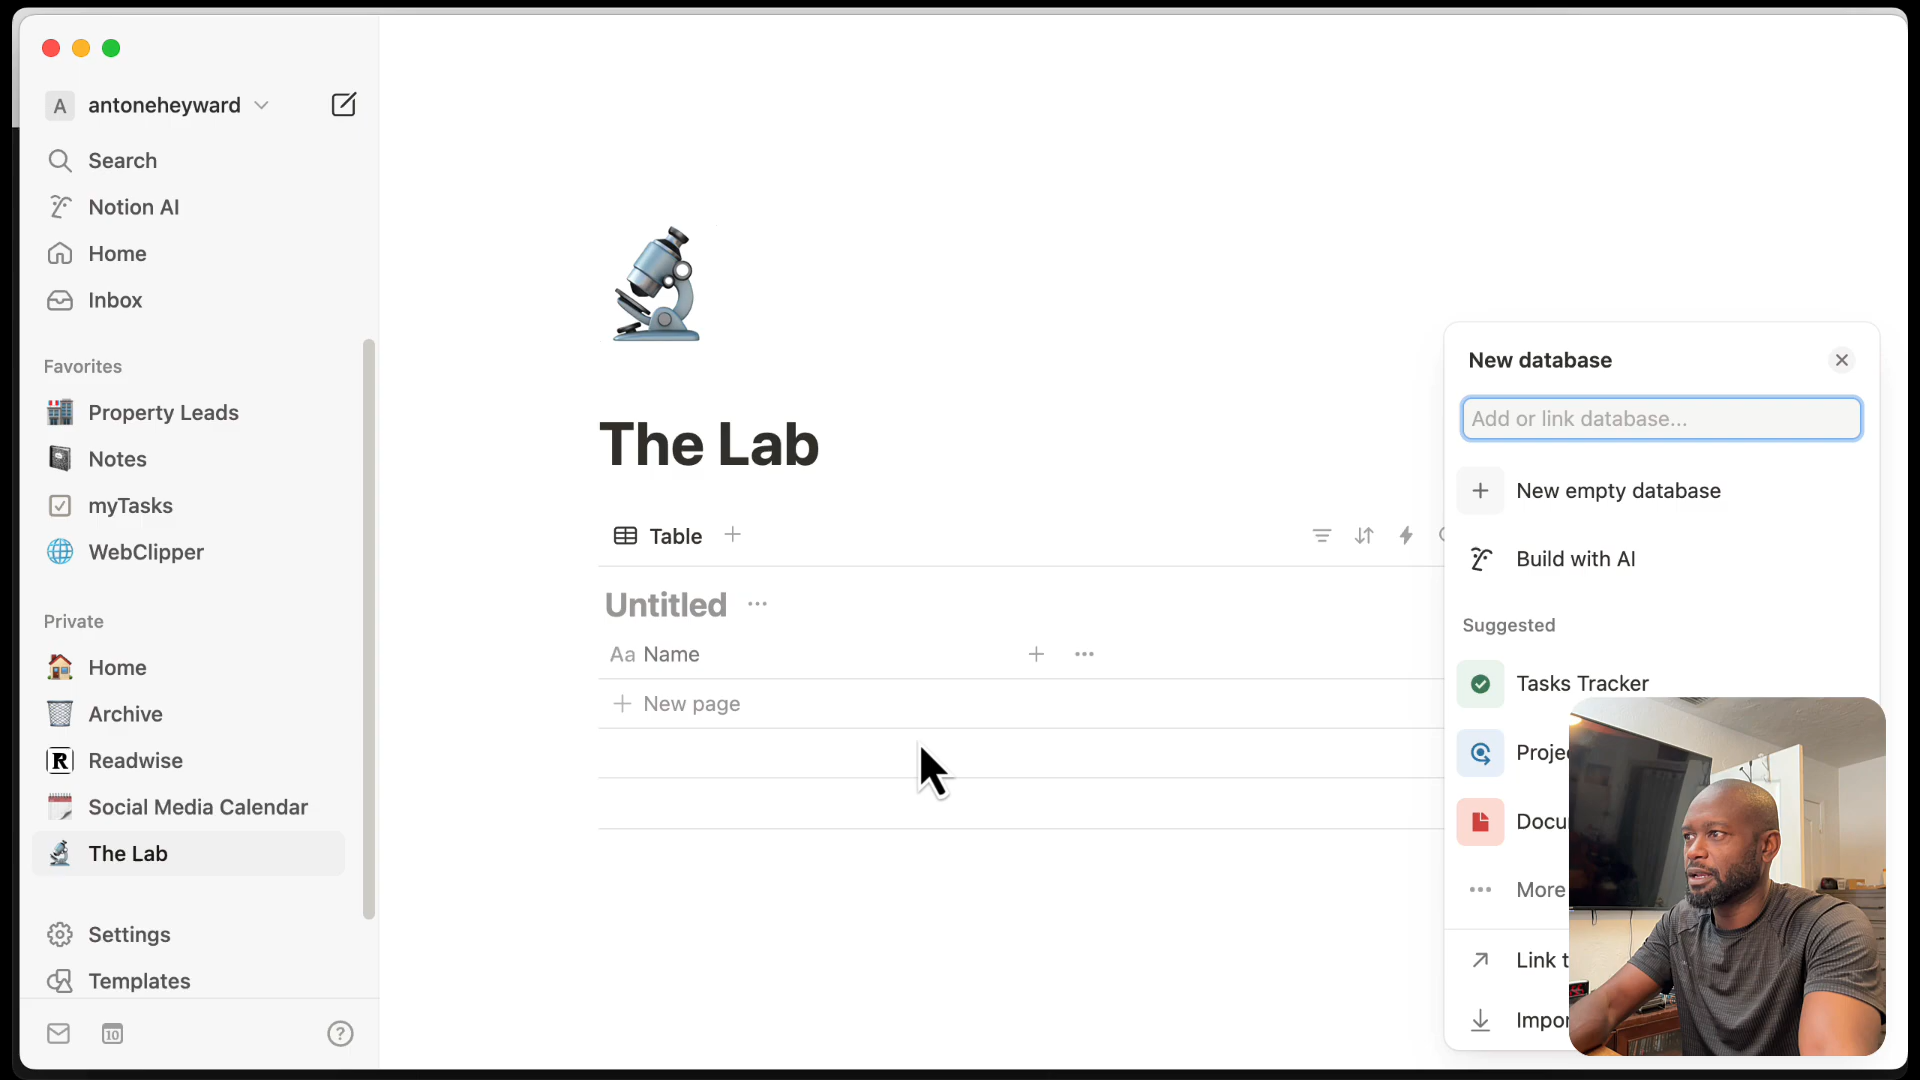 A antoneheyward
Search
Notion AI
Home
Inbox
Favorites
Property Leads
Notes
myTasks
WebClipper
Private
Home
Archive
R Readwise
Social Media Calendar
The Lab
Settings
Templates
10
?
The Lab
Table
Untitled
Aa Name
New page
New database
Add or link database...
New empty database
Build with AI
Suggested
Tasks Tracker
Projec
Docu
More
Link t
Impor